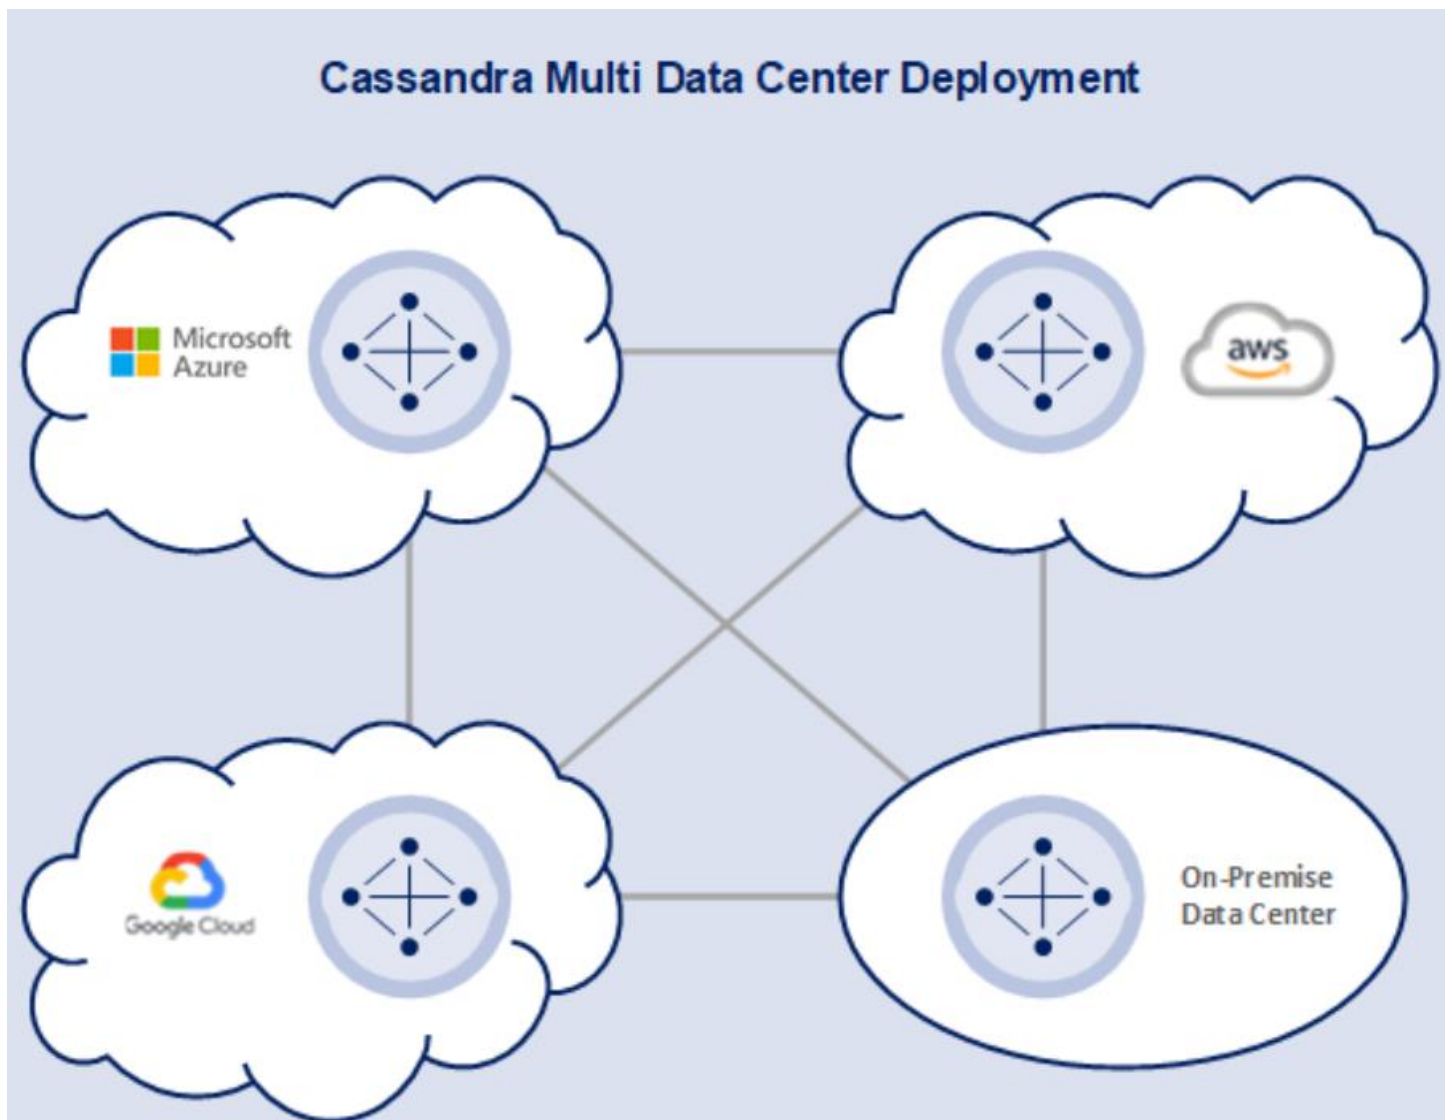 Cassandra Multi Data Center Deployment
Microsoft
Azure
aws
Google Cloud
On-Premise
Data Center